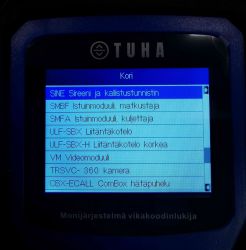 TUHA
Kori
SINE Sireeni ja kallistustunnistin
SMBF Istuinmoduuli, matkustaja
SMFA Istuinmoduuli, kuljettaja
ULF-SBX Liitäntäkotelo
ULF-SBX-H Liitäntäkotelo korkea
VM Videomoduuli
TRSVC- 360 kamera
CBX-ECALL ComBox hätäpuhelu
Monijärjestelmä vikakoodinlukija